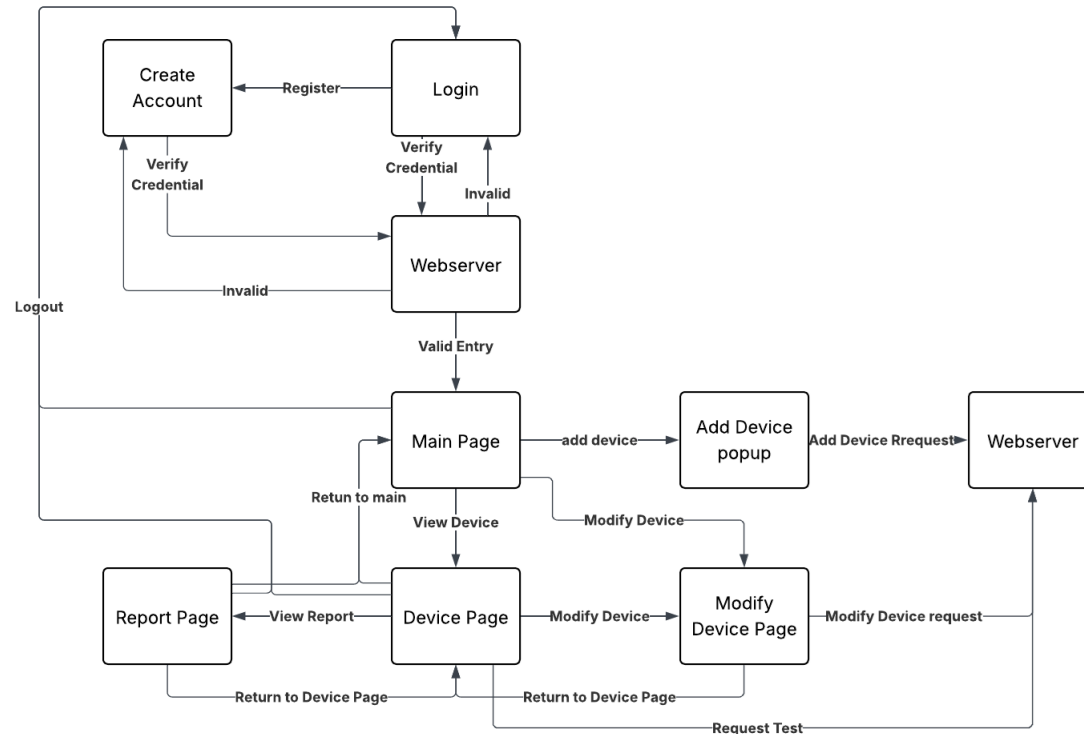 Create
Account
Register
Login
Verify
Credential
Verify
Credential
Invalid
Webserver
Invalid
Logout
Valid Entry
Main Page
add device
Add Device
popup
Add Device Rrequest
Webserver
Retun to main
View Device
Modify Device
Report Page
View Report
Device Page
Modify Device
Modify
Device Page
Modify Device request
Return to Device Page
Return to Device Page
Request Test